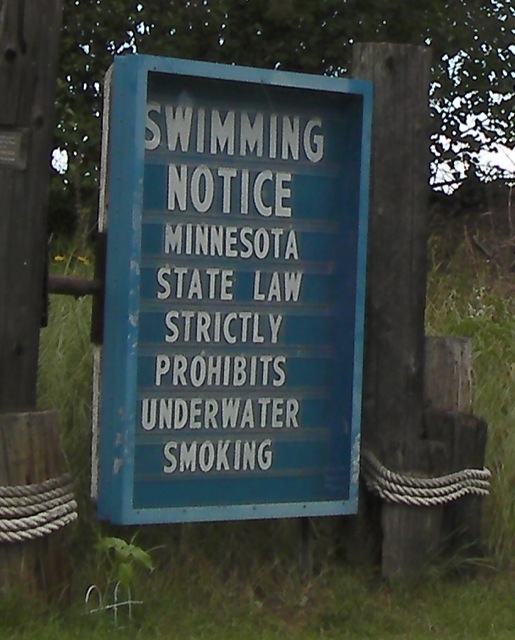 SWIMMING
NOTICE
MINNESOTA
STATE LAW
STRICTLY
PROHIBITS
UNDERWATER
SMOKING